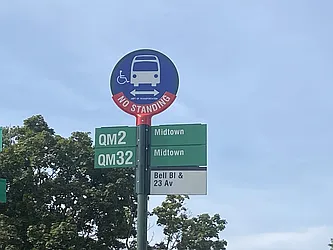 NO STANDING
QM2 Midtown
QM32 Midtown
Bell Bl &
23 Av